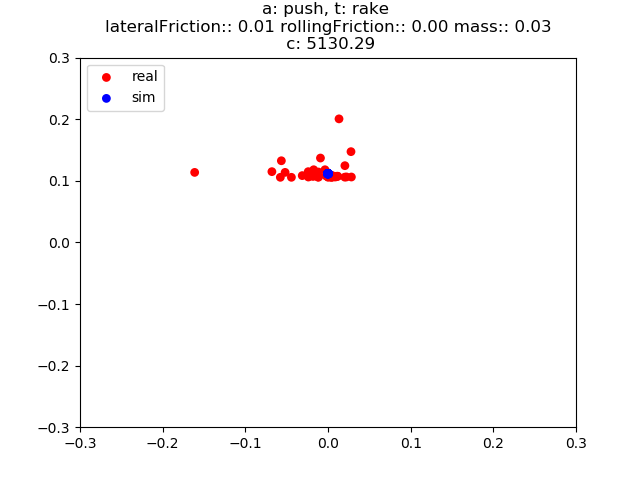 a: push, t: rake
lateralFriction:: 0.01 rollingFriction:: 0.00 mass:: 0.03
c: 5130.29
real
sim
0.3
0.2
0.1
0.0
−0.1
−0.2
−0.3
−0.3 −0.2 −0.1 0.0 0.1 0.2 0.3